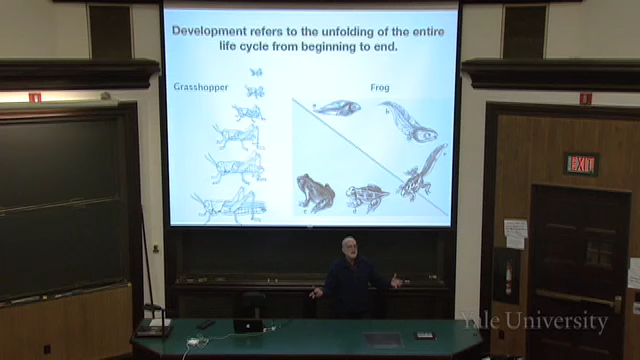 Development refers to the unfolding of the entire
life cycle from beginning to end.
Grasshopper
Frog
EXIT
Yale University